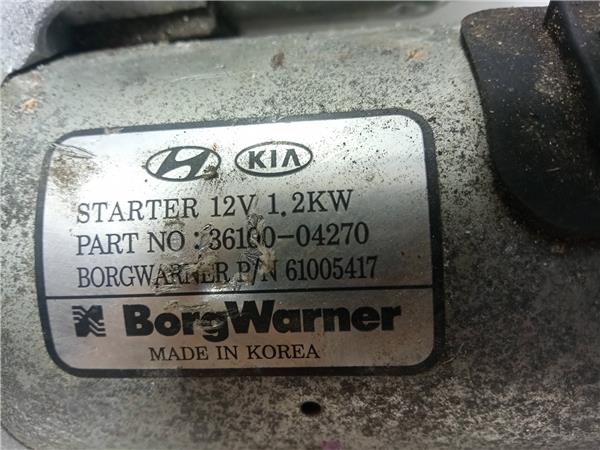 KIA
STARTER 12V 1.2KW
PART NO : 36100-04270
BORGWARNER P/N 61005417
BorgWarner
MADE IN KOREA